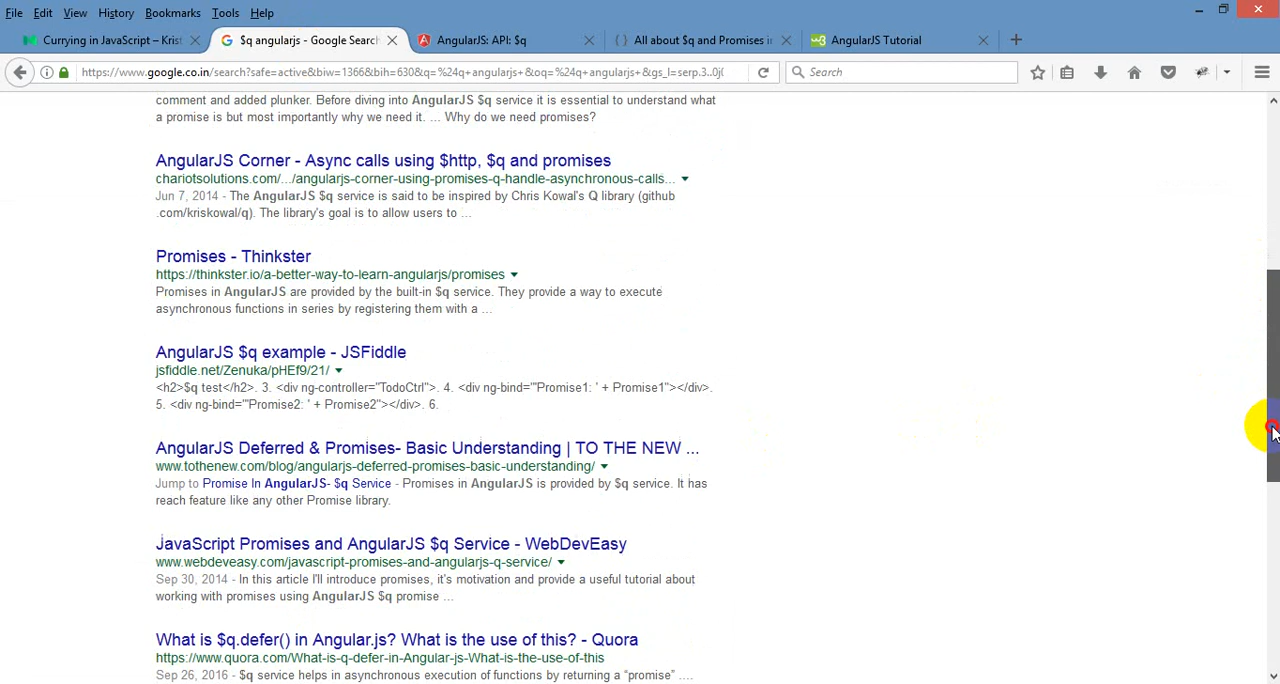 File Edit View History Bookmarks Tools Help
Currying in JavaScript – Krist
$q angularjs - Google Search
AngularJS: API: $q
All about $q and Promises in
AngularJS Tutorial
https://www.google.co.in/search?safe=active&biw=1366&bih=630&q=%24q+angularjs+&oq=%24q+angularjs+&gs_l=serp.3..0j0
Search
comment and added plunker. Before diving into AngularJS $q service it is essential to understand what
a promise is but most importantly why we need it. ... Why do we need promises?
AngularJS Corner - Async calls using $http, $q and promises
chariotsolutions.com/.../angularjs-corner-using-promises-q-handle-asynchronous-calls...
Jun 7, 2014 - The AngularJS $q service is said to be inspired by Chris Kowal's Q library (github
.com/kriskowal/q). The library's goal is to allow users to ...
Promises - Thinkster
https://thinkster.io/a-better-way-to-learn-angularjs/promises
Promises in AngularJS are provided by the built-in $q service. They provide a way to execute
asynchronous functions in series by registering them with a ...
AngularJS $q example - JSFiddle
jsfiddle.net/Zenuka/pHEf9/21/
<h2>$q test</h2>. 3. <div ng-controller="TodoCtrl">. 4. <div ng-bind="'Promise1: ' + Promise1"></div>.
5. <div ng-bind="'Promise2: ' + Promise2"></div>. 6.
AngularJS Deferred & Promises- Basic Understanding | TO THE NEW ...
www.tothenew.com/blog/angularjs-deferred-promises-basic-understanding/
Jump to Promise In AngularJS- $q Service - Promises in AngularJS is provided by $q service. It has
reach feature like any other Promise library.
JavaScript Promises and AngularJS $q Service - WebDevEasy
www.webdeveasy.com/javascript-promises-and-angularjs-q-service/
Sep 30, 2014 - In this article I'll introduce promises, it's motivation and provide a useful tutorial about
working with promises using AngularJS $q promise ...
What is $q.defer() in Angular.js? What is the use of this? - Quora
https://www.quora.com/What-is-q-defer-in-Angular-js-What-is-the-use-of-this
Sep 26, 2016 - $q service helps in asynchronous execution of functions by returning a “promise” ....